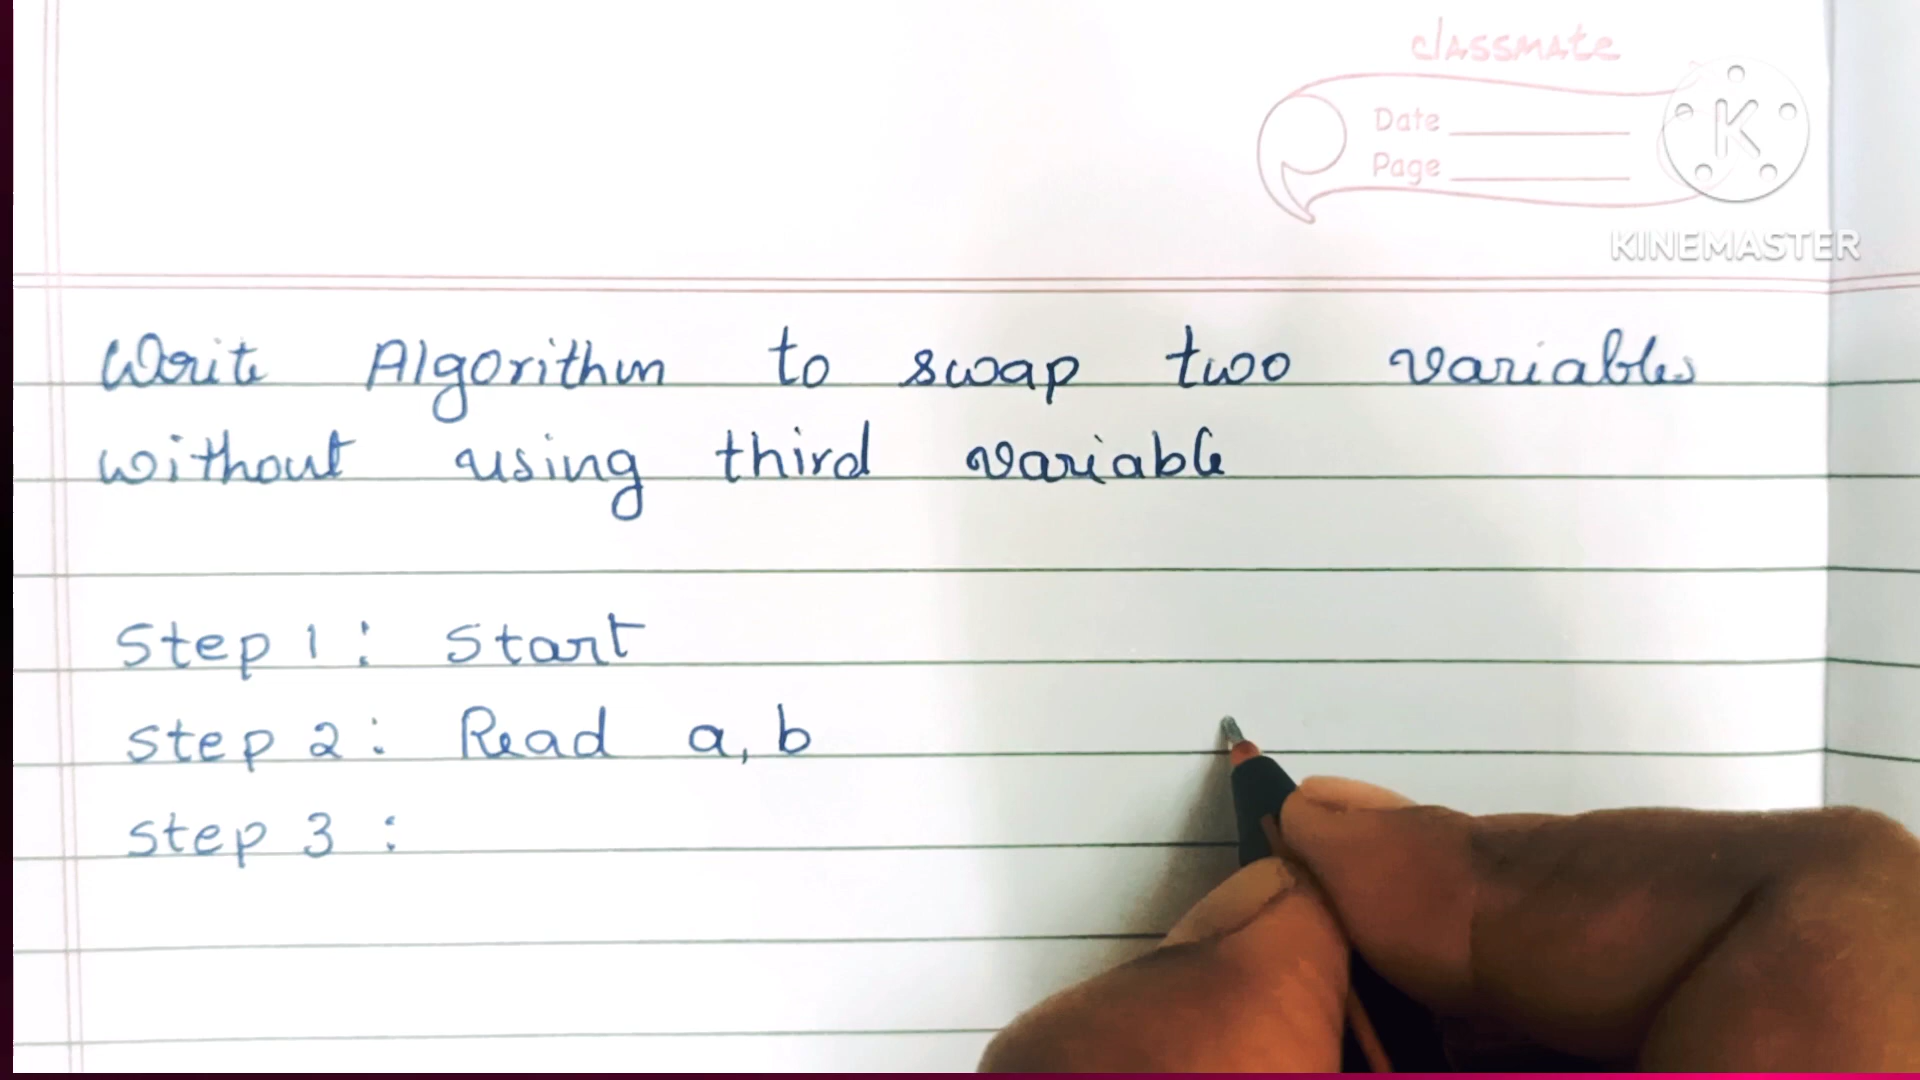 classmate
Date
Page
KINEMASTER
Write Algorithm to swap two variables
without using third variable
Step 1 : Start
Step 2 : Read a, b
Step 3 :